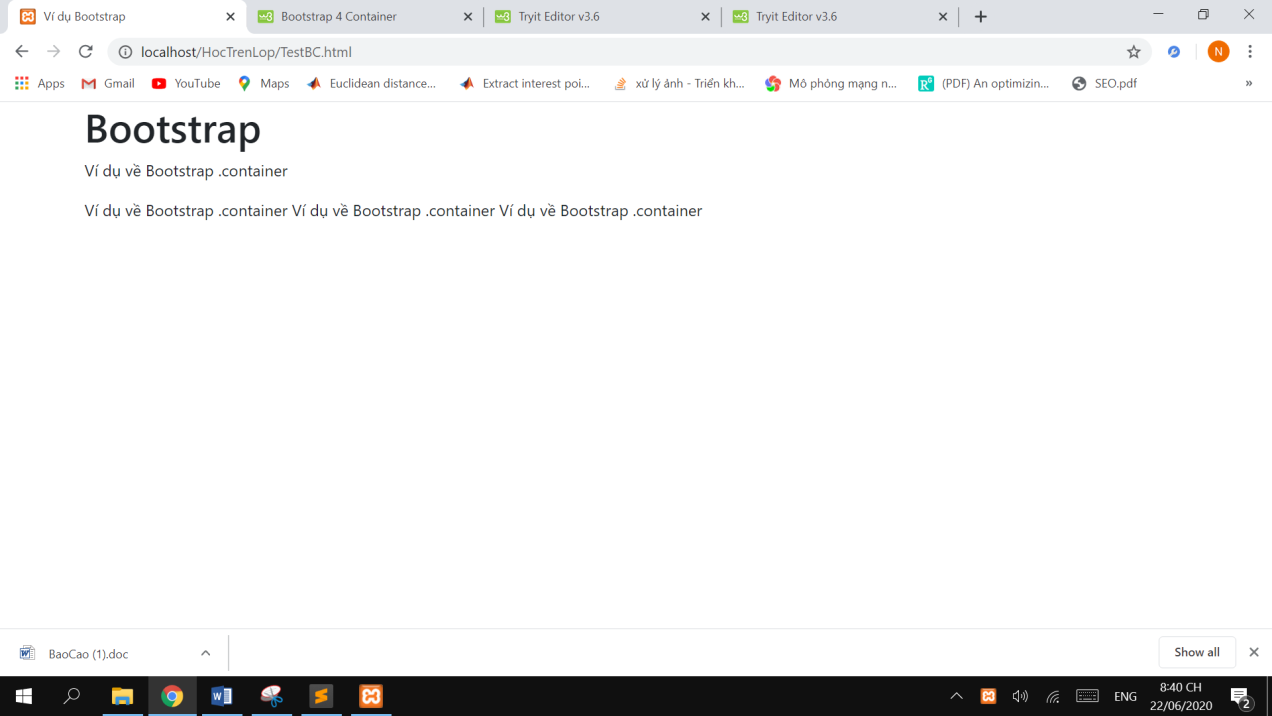 Ví dụ Bootstrap
Bootstrap 4 Container
Tryit Editor v3.6
Tryit Editor v3.6
localhost/HocTrenLop/TestBC.html
N
Apps
Gmail
YouTube
Maps
Euclidean distance...
Extract interest poi...
xử lý ảnh - Triển kh...
Mô phỏng mạng n...
(PDF) An optimizin...
SEO.pdf
»
Bootstrap
Ví dụ về Bootstrap .container
Ví dụ về Bootstrap .container Ví dụ về Bootstrap .container Ví dụ về Bootstrap .container
BaoCao (1).doc
Show all
ENG
8:40 CH
22/06/2020
2